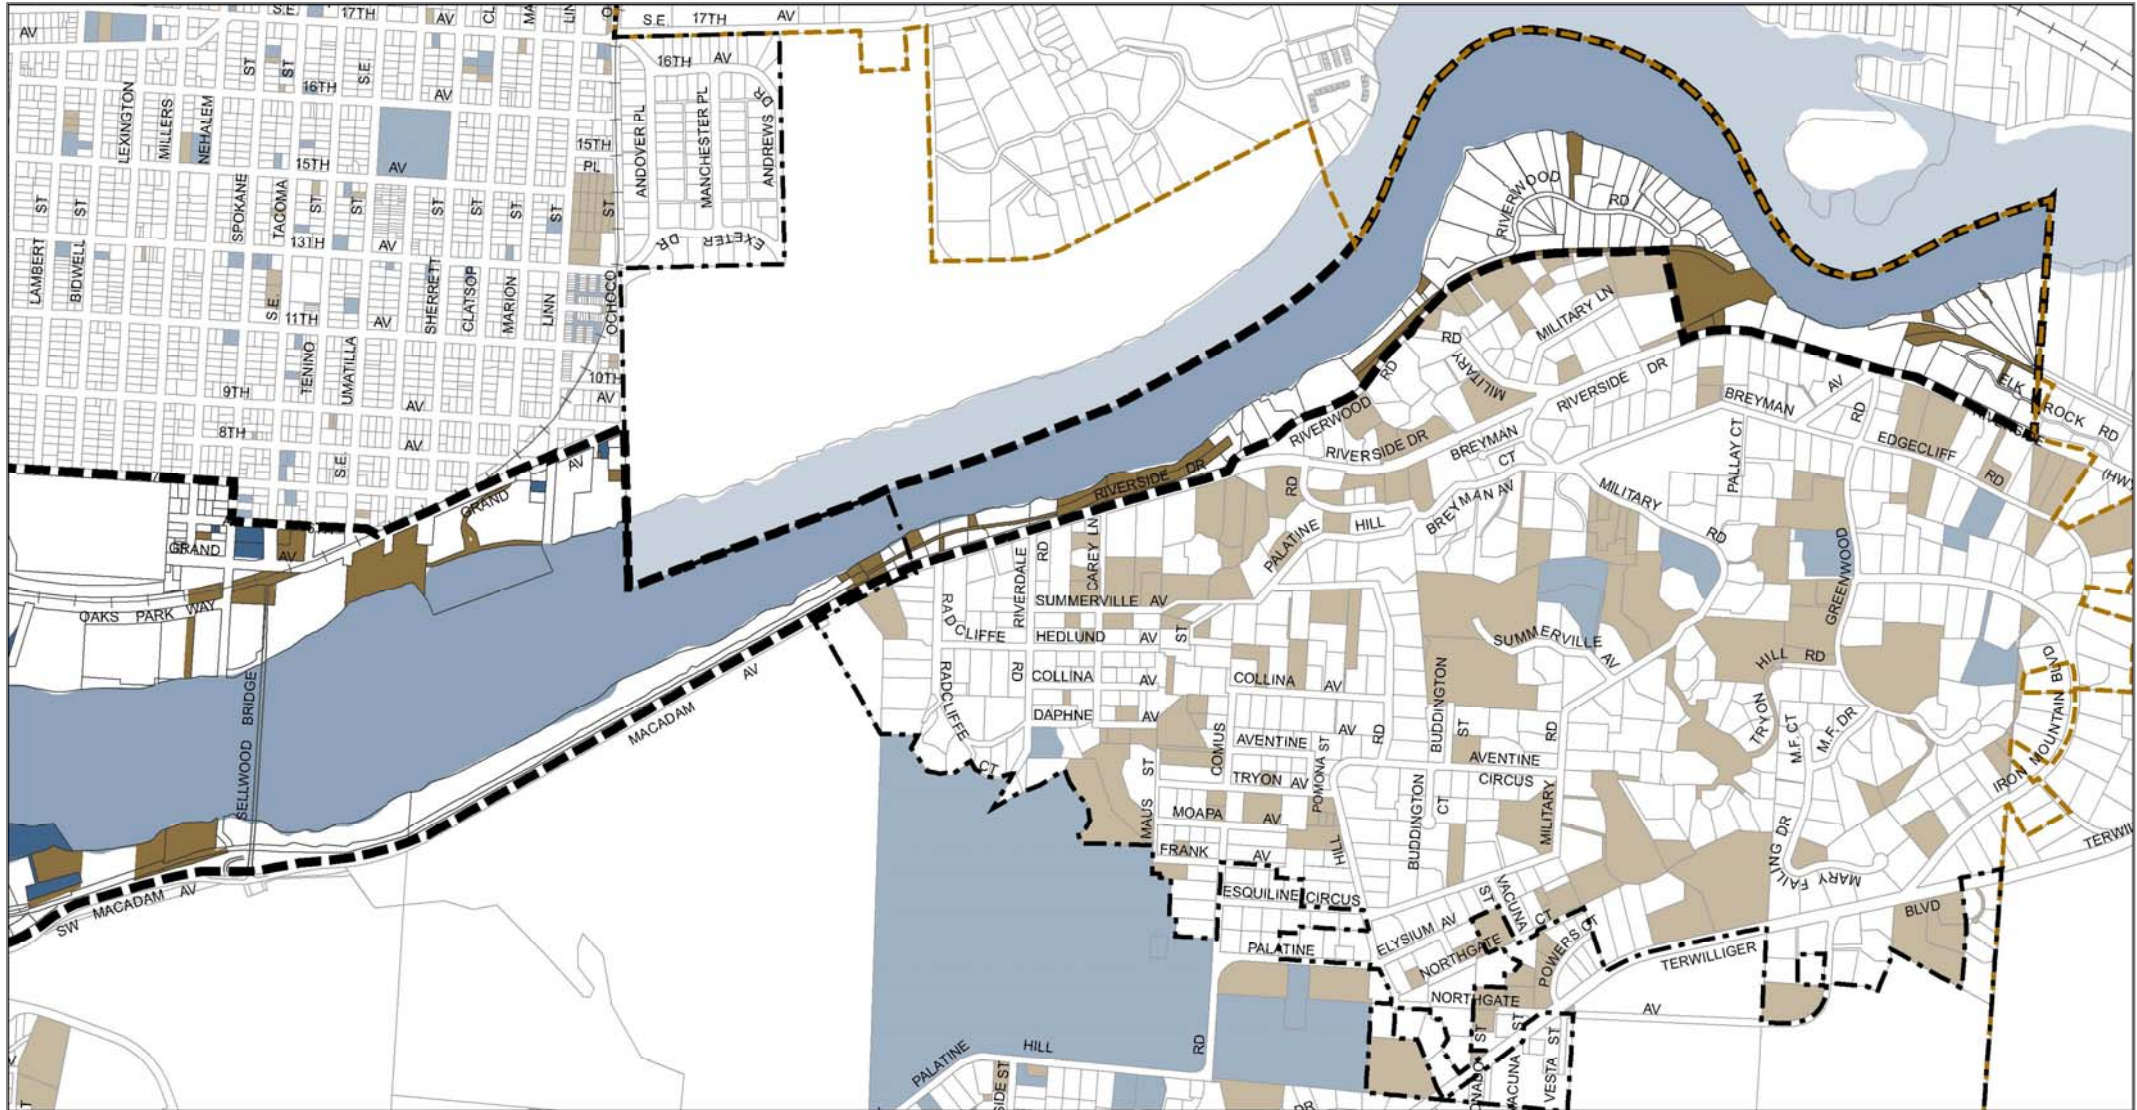 S.E. 17TH AV
S.E. 17TH AV
AV
16TH AV
ST
ST
S.E.
16TH
AV
LEXINGTON
MILLERS
NEHALEM
15TH
AV
15TH
PL
ANDOVER PL
MANCHESTER PL
ANDREWS DR
EXETER DR
ST
ST
SPOKANE
TACOMA
ST
ST
ST
ST
ST
ST
ST
13TH
AV
LAMBERT
BIDWELL
S.E.
11TH
AV
SHERRETT
CLATSOP
MARION
LINN
OCHOCO
TENINO
UMATILLA
10TH
AV
9TH
AV
8TH
AV
S.E.
AV
GRAND
GRAND
AV
OAKS PARK WAY
SELLWOOD BRIDGE
SW MACADAM AV
MACADAM
AV
RIVERWOOD
RD
MILITARY LN
RD
MILITARY
RD
RIVERWOOD
RIVERSIDE DR
RIVERSIDE DR
RIVERSIDE DR
BREYMAN
CT
BREYMAN AV
BREYMAN
AV
RD
ELK ROCK RD
RIVERSIDE
(HWY
EDGECLIFF
RD
PALLAY CT
MILITARY
RD
GREENWOOD
RD
PALATINE
HILL
RIVERDALE
RD
CAREY LN
RADCLIFFE
SUMMERVILLE AV
HEDLUND AV
ST
RD
COLLINA AV
DAPHNE AV
RADCLIFFE
CT
COLLINA
AV
COMUS
ST
MAUS
AVENTINE
AV
RD
POMONA ST
TRYON AV
MOAPA AV
FRANK
AV
HILL
ESQUILINE CIRCUS
PALATINE
BUDDINGTON
ST
BUDDINGTON
CT
AVENTINE
CIRCUS
RD
MILITARY
SUMMERVILLE
AV
HILL RD
TRYON
M.F. CT
M.F. DR
MARY FAILING DR
IRON MOUNTAIN BLVD
TERWIL
BLVD
TERWILLIGER
ELYSIUM AV
ST
VACUNA
CT
NORTHGATE
POWERS CT
NORTHGATE
AV
ST
ST
VACUNA
VESTA ST
PALATINE
HILL
RD
SIDE ST
DR